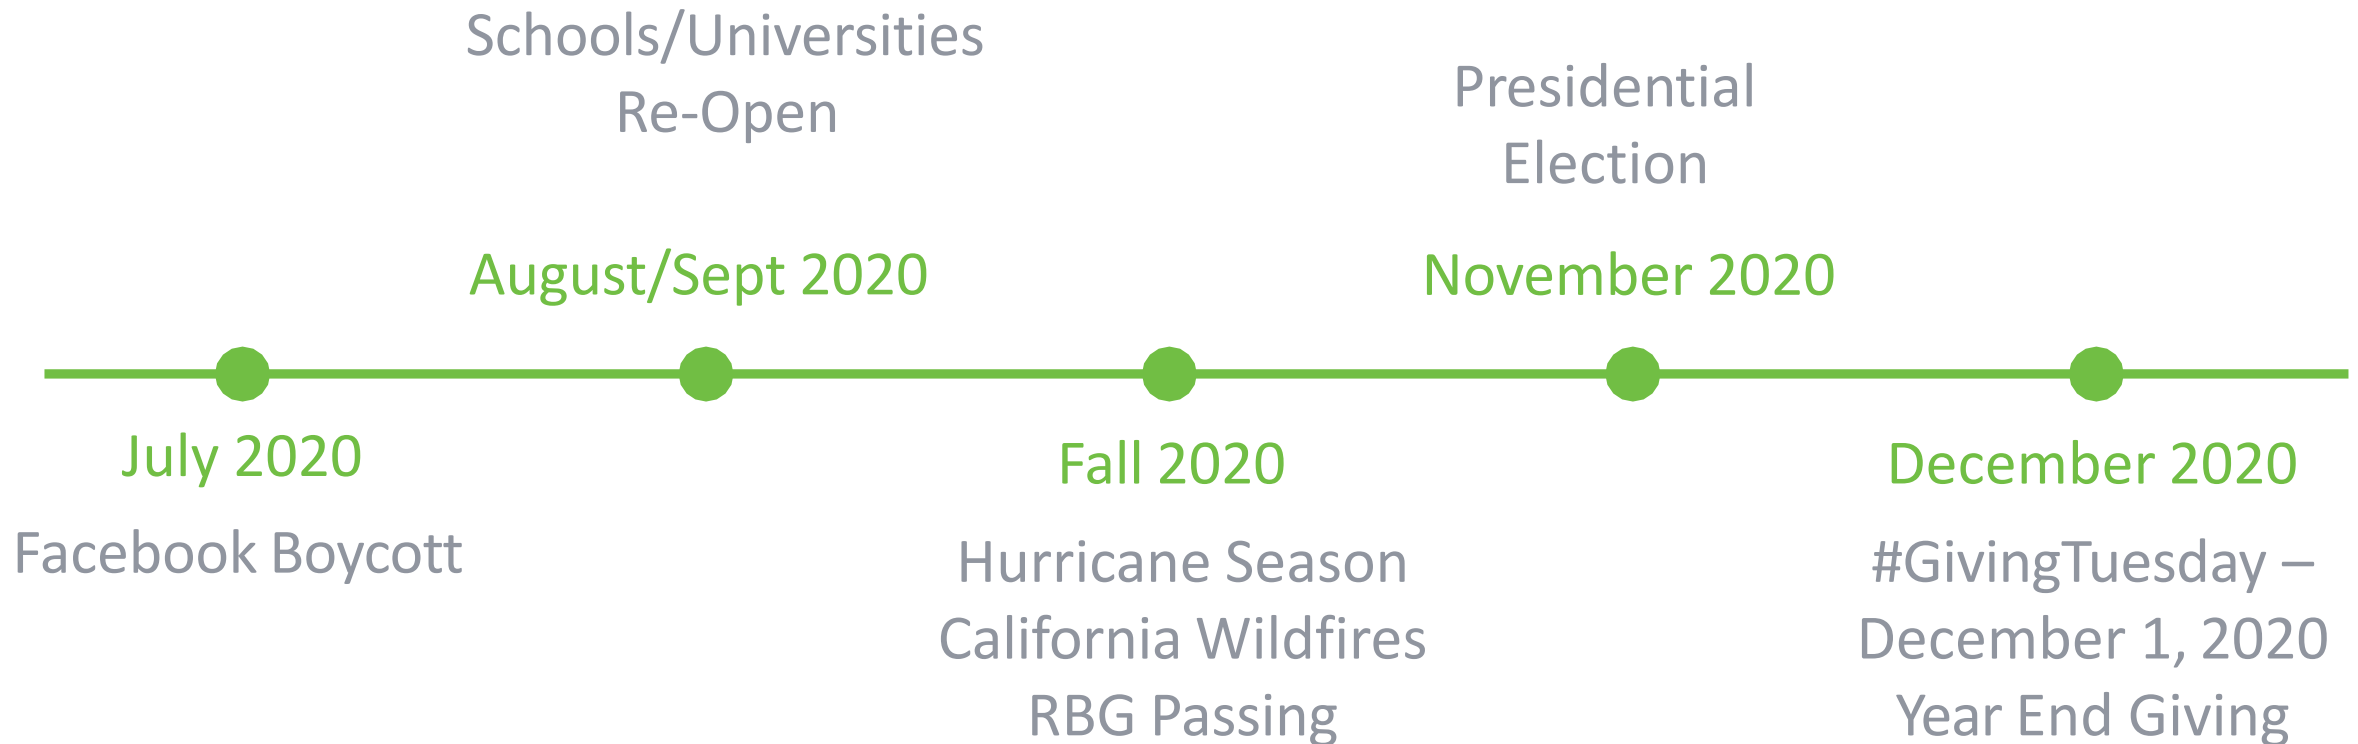 Schools/Universities
Re-Open
Presidential
Election
August/Sept 2020
November 2020
July 2020
Facebook Boycott
Fall 2020
Hurricane Season
California Wildfires
RBG Passing
December 2020
#GivingTuesday –
December 1, 2020
Year End Giving